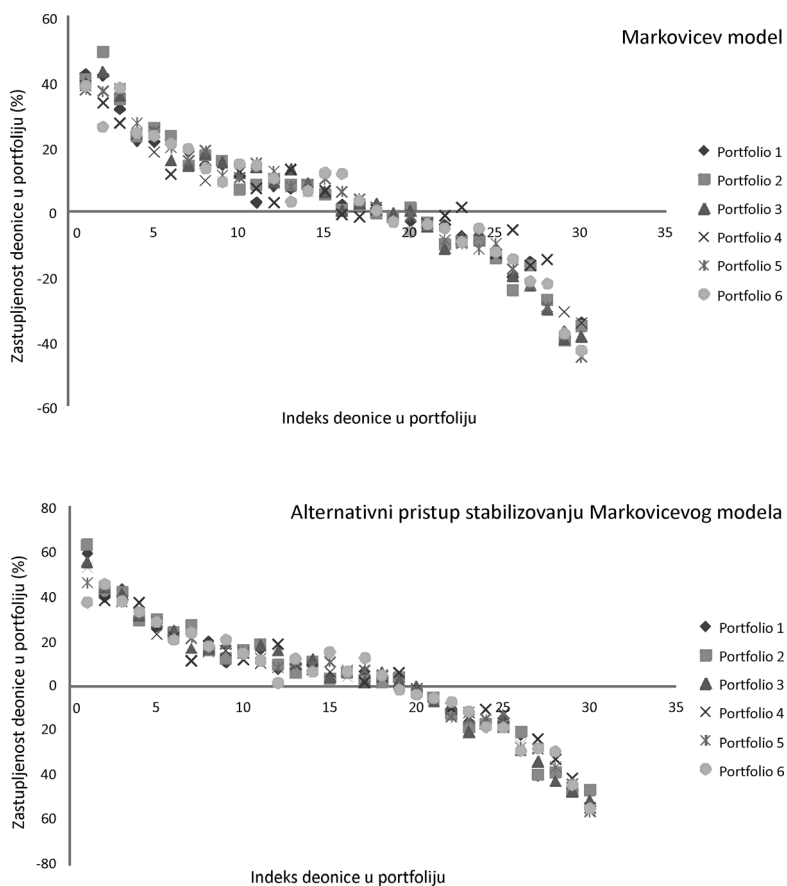 Markovicev model
Zastupljenost deonice u portfoliju (%)
60
40
20
0
-20
-40
-60
0 5 10 15 20 25 30 35
Portfolio 1
Portfolio 2
Portfolio 3
Portfolio 4
Portfolio 5
Portfolio 6
Indeks deonice u portfoliju
Alternativni pristup stabilizovanju Markovicevog modela
Zastupljenost deonice u portfoliju (%)
80
60
40
20
0
20
40
60
-80
0 5 10 15 20 25 30 35
Portfolio 1
Portfolio 2
Portfolio 3
Portfolio 4
Portfolio 5
Portfolio 6
Indeks deonice u portfoliju